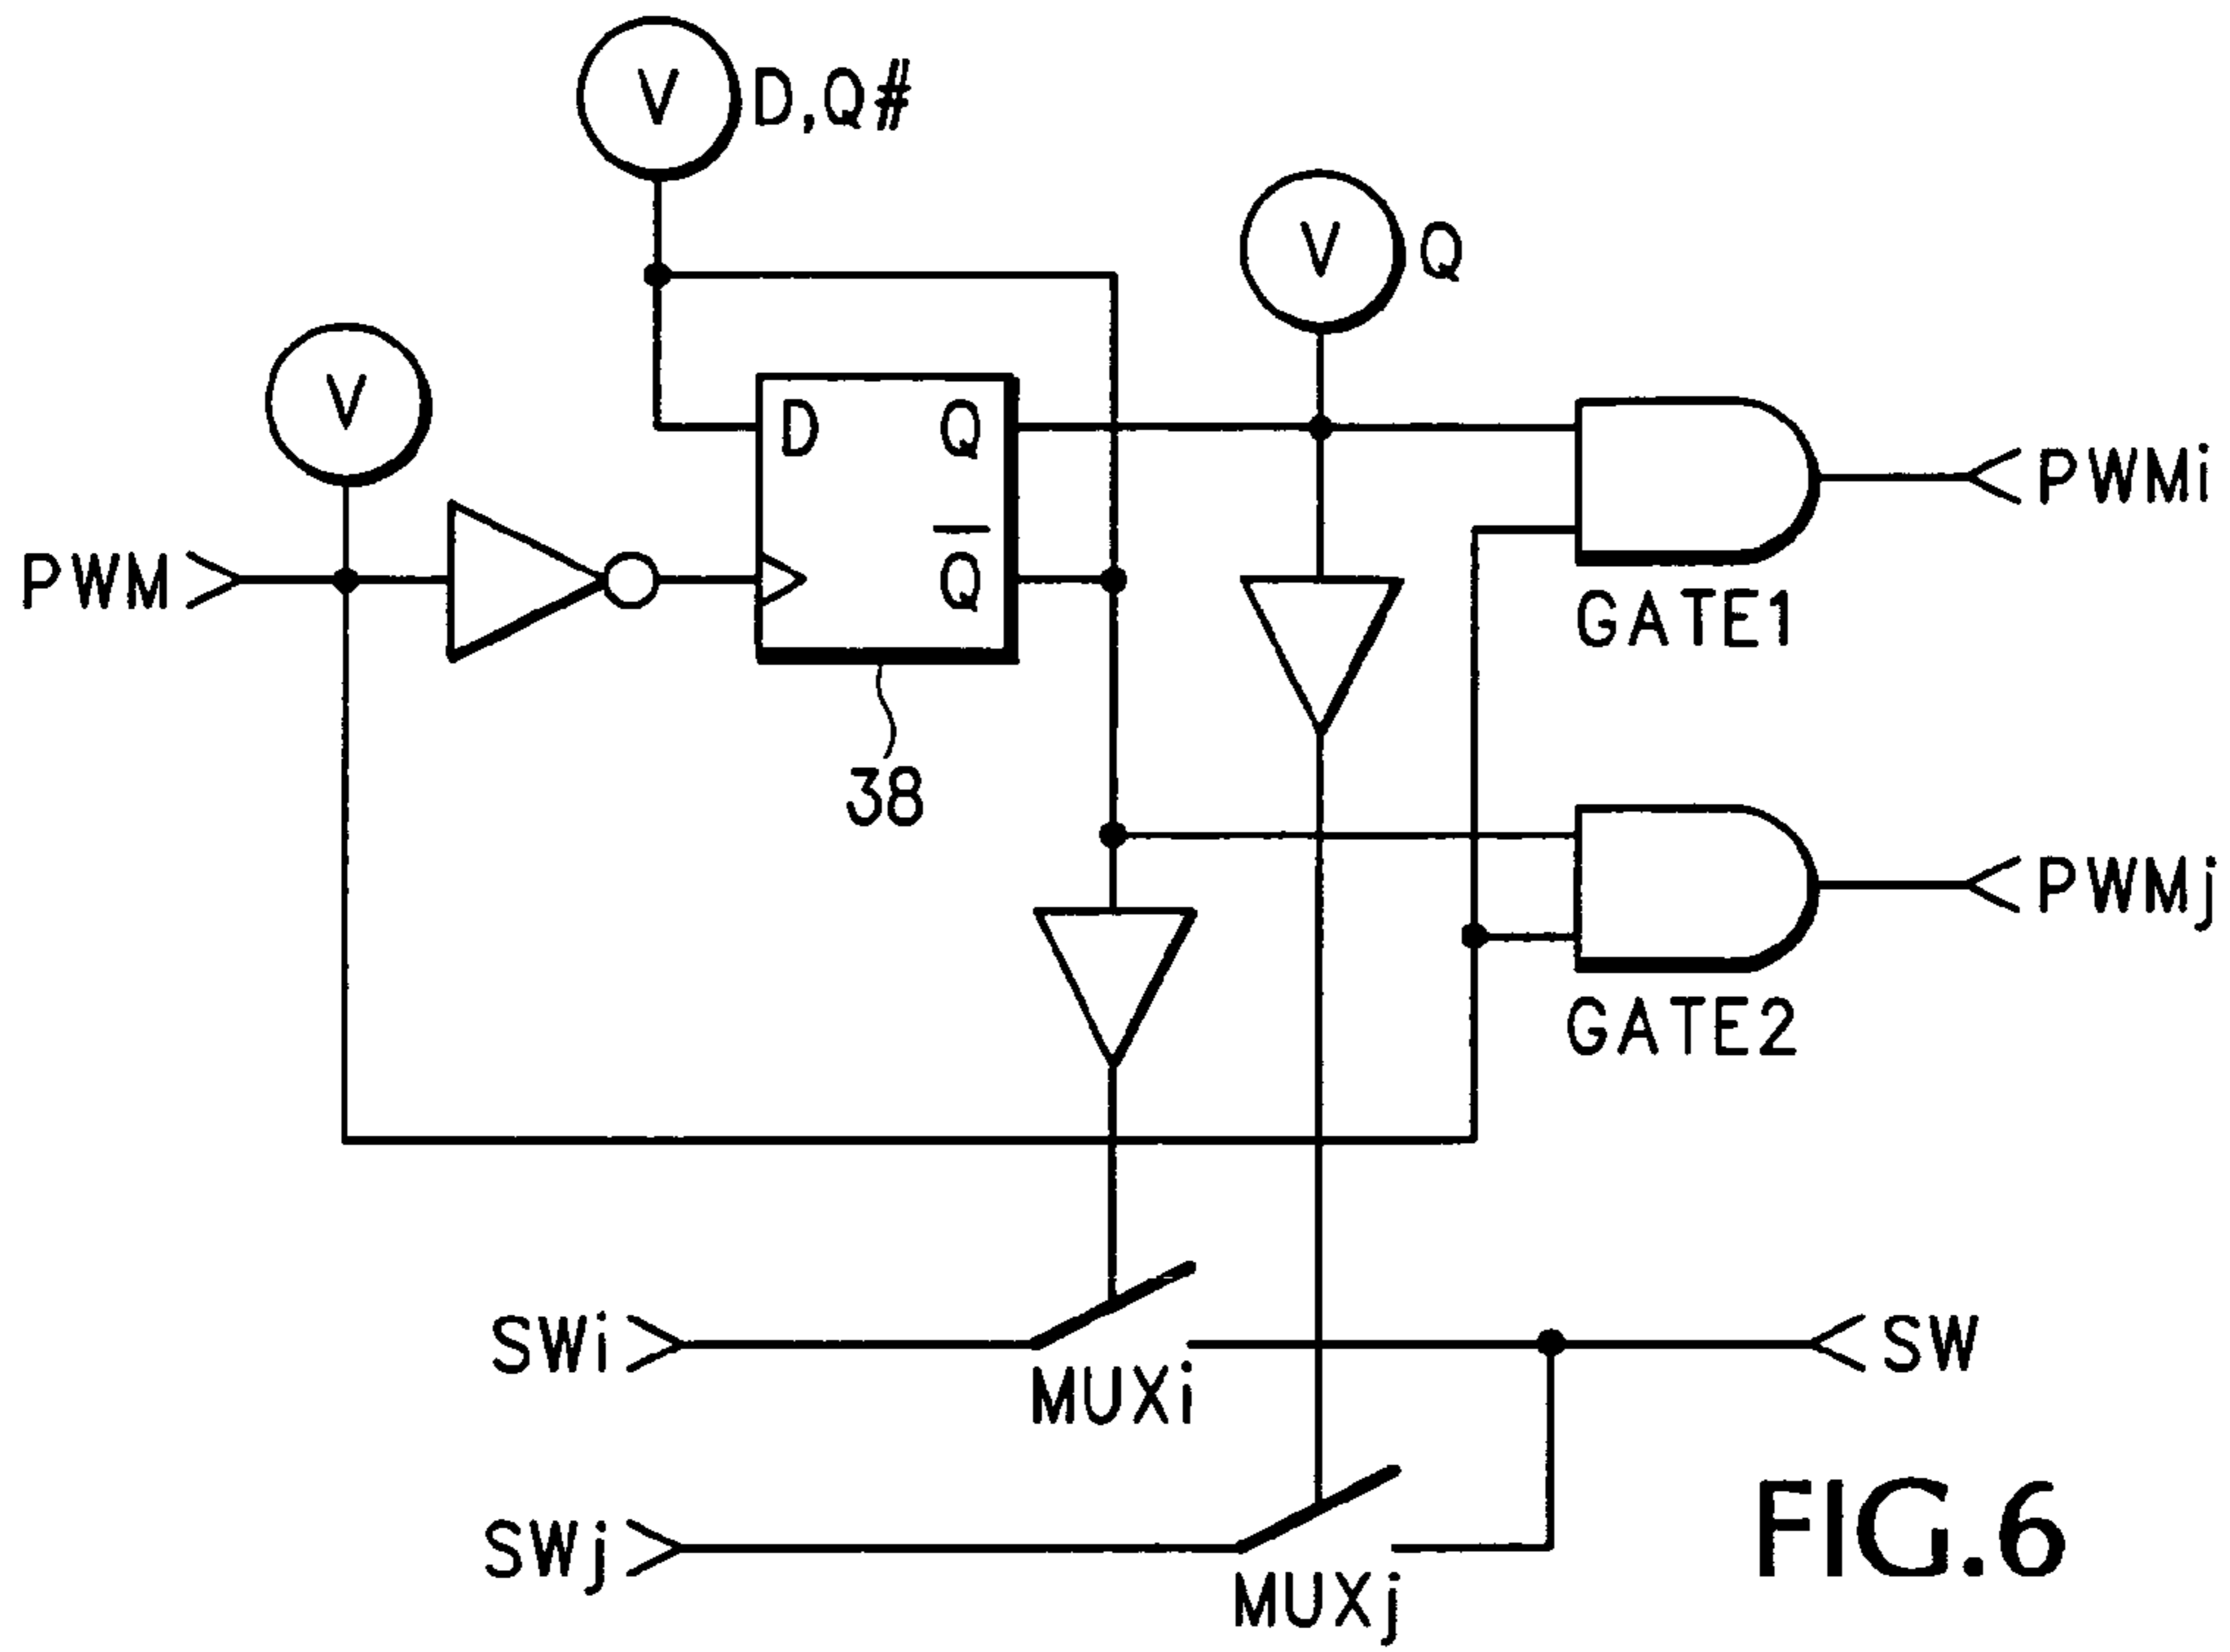 V D,Q#
V Q
V
D Q
PWMi
PWM
Q
GATE1
38
PWMj
GATE2
SWi
SW
MUXi
SWj
MUXj
FIG.6